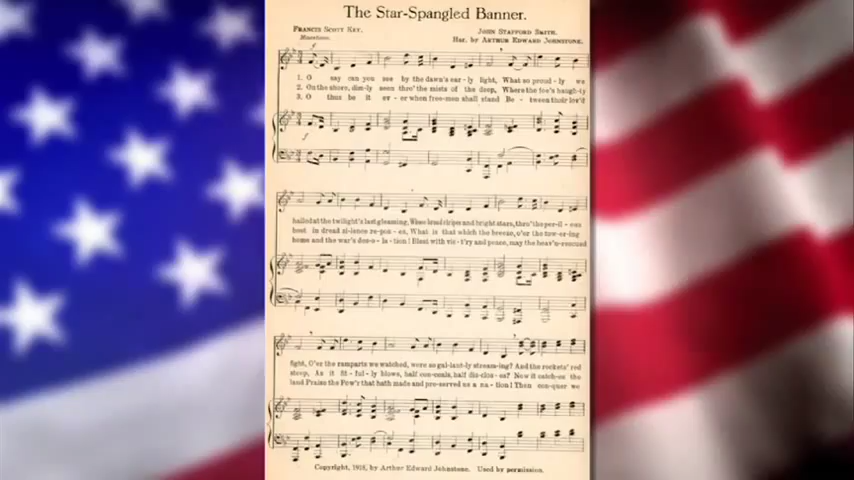 The Star-Spangled Banner.
FRANCIS SCOTT KEY.
JOHN STAFFORD SMITH.
Maestoso.
Har. by ARTHUR EDWARD JOHNSTONE.
f
1. O say can you see by the dawn's ear - ly light, What so proud - ly we
2. On the shore, dim-ly seen thro' the mists of the deep, Where the foe's haugh-ty
3. O thus be it ev - er when free-men shall stand Be - tween their lov'd
f
hailed at the twilight's last gleaming, Whose broad stripes and bright stars, thro' the per-il-ous
host in dread si-lence re-pos - es, What is that which the breeze, o'er the tow-er-ing
home and the war's des-o - la - tion! Blest with vic-t'ry and peace, may the heav'n-rescued
fight, O'er the ramparts we watched, were so gal-lant-ly stream-ing? And the rockets' red
steep, As it fit - ful - ly blows, half con-ceals, half dis-clos - es? Now it catch-es the
land Praise the Pow'r that hath made and pre-served us a na - tion! Then con-quer we
Copyright, 1918, by Arthur Edward Johnstone. Used by permission.